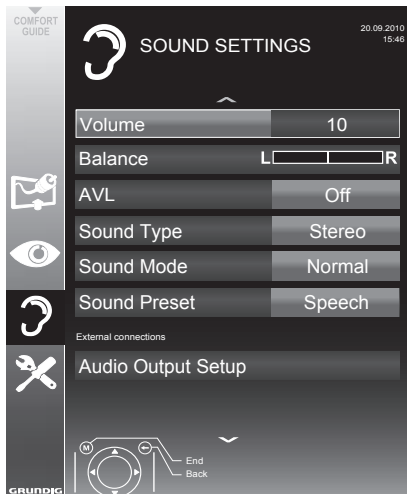 COMFORT
GUIDE
SOUND SETTINGS
20.09.2010
15:46
Volume 10
Balance L R
AVL Off
Sound Type Stereo
Sound Mode Normal
Sound Preset Speech
External connections
Audio Output Setup
M
End
Back
GRUNDIG